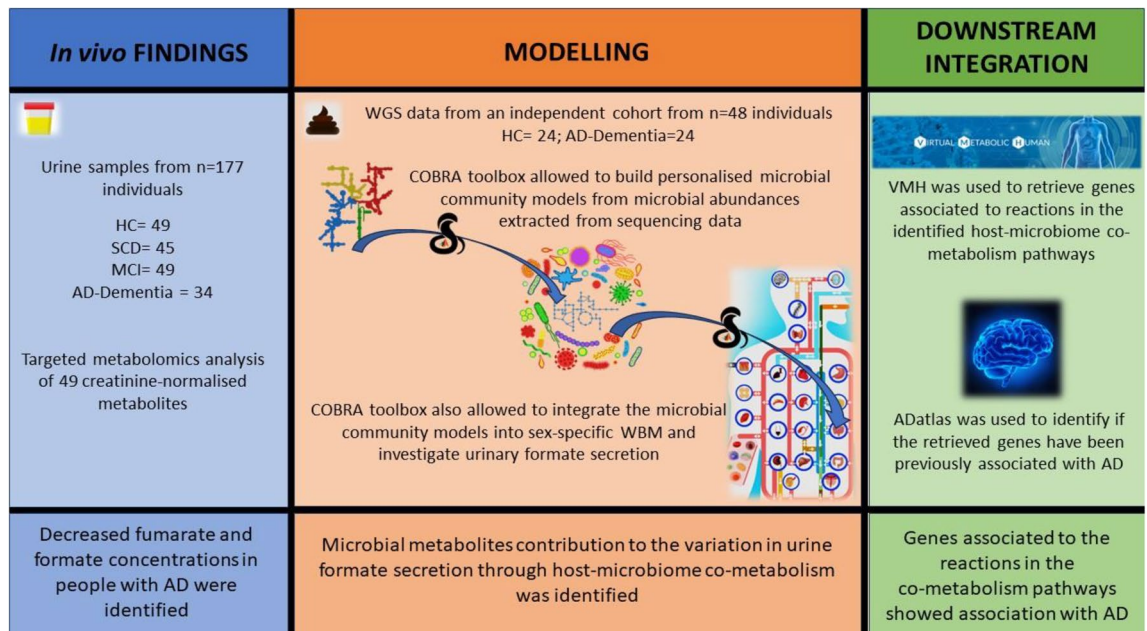 In vivo FINDINGS
Urine samples from n=177
individuals
HC= 49
SCD= 45
MCI= 49
AD-Dementia = 34
Targeted metabolomics analysis
of 49 creatinine-normalised
metabolites
Decreased fumarate and
formate concentrations in
people with AD were
identified
MODELLING
WGS data from an independent cohort from n=48 individuals
HC= 24; AD-Dementia=24
COBRA toolbox allowed to build personalised microbial
community models from microbial abundances
extracted from sequencing data
COBRA toolbox also allowed to integrate the microbial
community models into sex-specific WBM and
investigate urinary formate secretion
Microbial metabolites contribution to the variation in urine
formate secretion through host-microbiome co-metabolism
was identified
DOWNSTREAM
INTEGRATION
VIRTUAL METABOLIC HUMAN
VMH was used to retrieve genes
associated to reactions in the
identified host-microbiome co-
metabolism pathways
ADatlas was used to identify if
the retrieved genes have been
previously associated with AD
Genes associated to the
reactions in the
co-metabolism pathways
showed association with AD